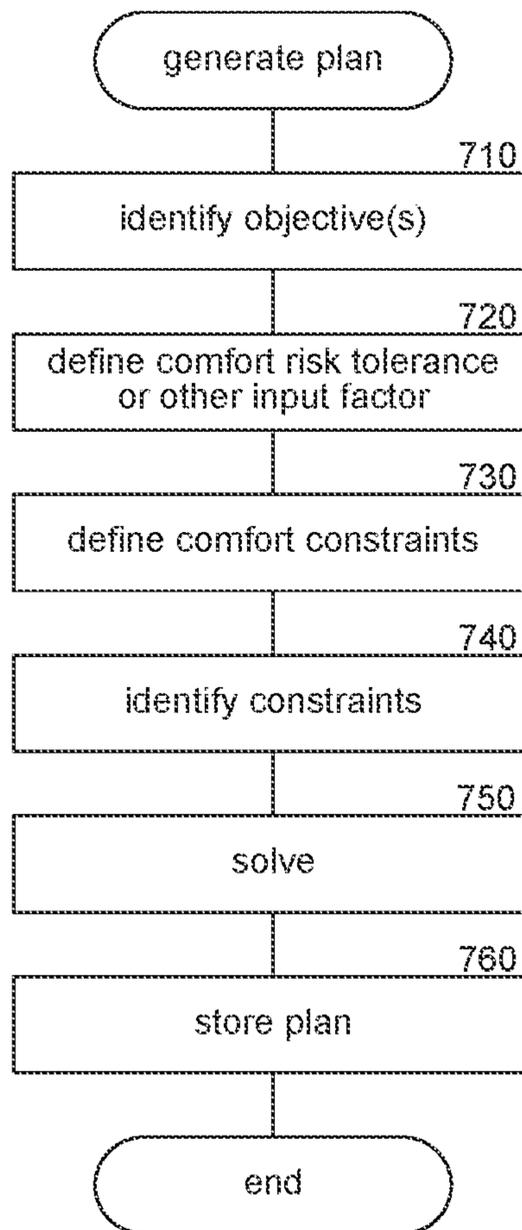 generate plan
710
identify objective(s)
720
define comfort risk tolerance
or other input factor
730
define comfort constraints
740
identify constraints
750
solve
760
store plan
end